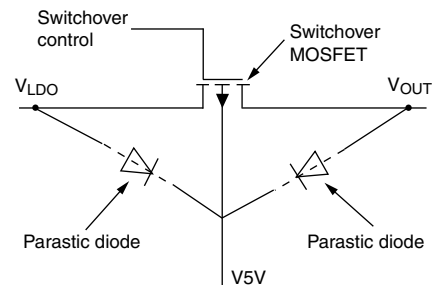 Switchover
control
Switchover
MOSFET
VLDO
VOUT
Parastic diode
Parastic diode
V5V